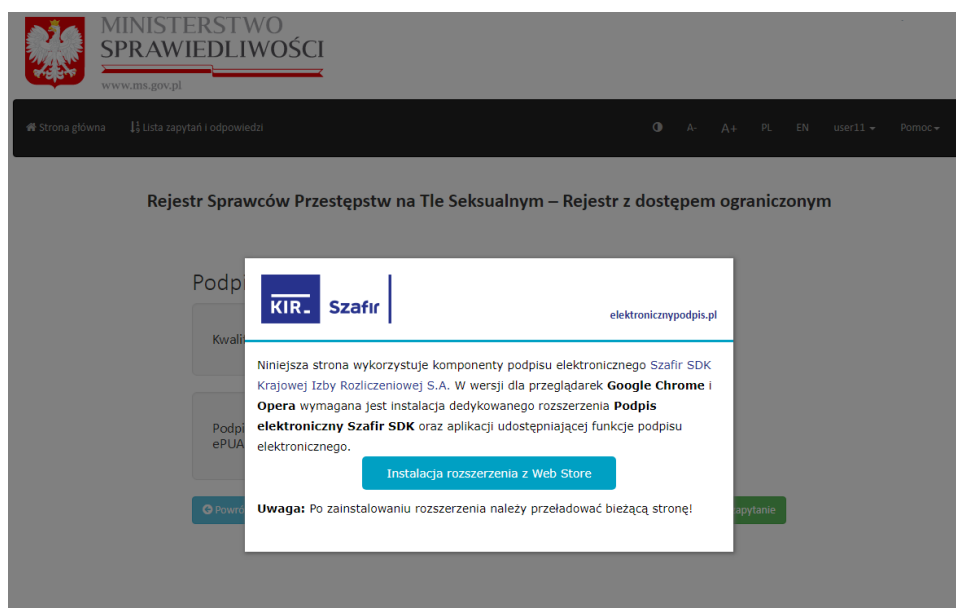 MINISTERSTWO
SPRAWIEDLIWOŚCI
www.ms.gov.pl
Strona główna Lista zapytań i odpowiedzi A- A+ PL EN user11 Pomoc
Rejestr Sprawców Przestępstw na Tle Seksualnym – Rejestr z dostępem ograniczonym
Podpi
KIR Szafir
elektronicznypodpis.pl
Kwali
Niniejsza strona wykorzystuje komponenty podpisu elektronicznego Szafir SDK
Krajowej Izby Rozliczeniowej S.A. W wersji dla przeglądarek Google Chrome i
Opera wymagana jest instalacja dedykowanego rozszerzenia Podpis
elektroniczny Szafir SDK oraz aplikacji udostępniającej funkcje podpisu
elektronicznego.
Podpi
ePUA
Instalacja rozszerzenia z Web Store
Powró
Uwaga: Po zainstalowaniu rozszerzenia należy przeładować bieżącą stronę!
apytanie